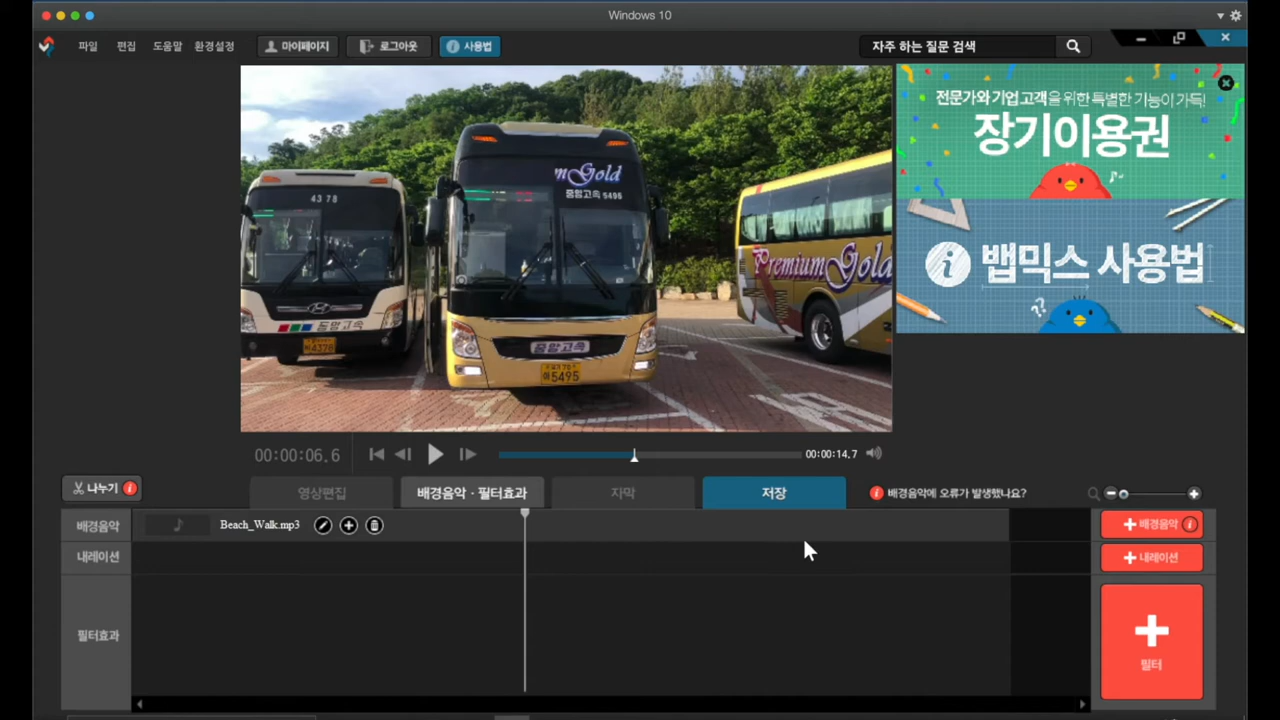 Windows 10
파일 편집 도움말 환경설정 마이페이지 로그아웃 사용법 자주 하는 질문 검색
전문가와 기업 고객을 위한 특별한 기능이 가득!
장기이용권
뱁믹스 사용법
43 78
mGold
중앙고속 5495
PremiumGold
중앙고속
4378
중앙고속
5495
00:00:06.6
00:00:14.7
나누기
영상편집 배경음악·필터효과 자막 저장 배경음악에 오류가 발생했나요?
배경음악 Beach_Walk.mp3 배경음악
내레이션 내레이션
필터효과
필터